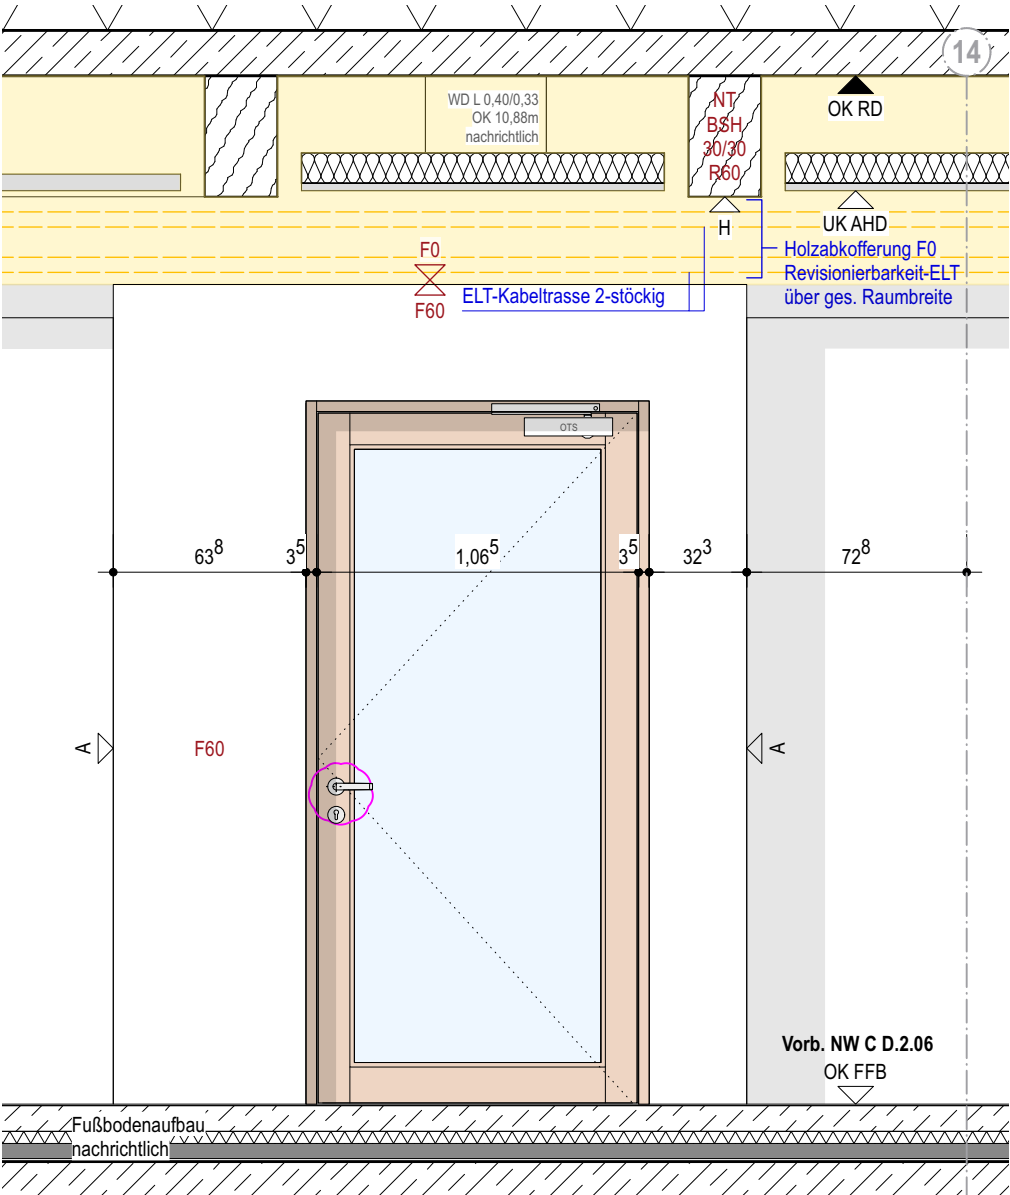 14
WD L 0,40/0,33
OK 10,88m
nachrichtlich
NT
BSH
30/30
R60
OK RD
H
UK AHD
F0
F60
ELT-Kabeltrasse 2-stöckig
Holzabkofferung F0
Revisionierbarkeit-ELT
über ges. Raumbreite
OTS
63⁸ 3⁵ 1,06⁵ 3⁵ 32³ 72⁸
A
F60
A
Vorb. NW C D.2.06
OK FFB
Fußbodenaufbau
nachrichtlich